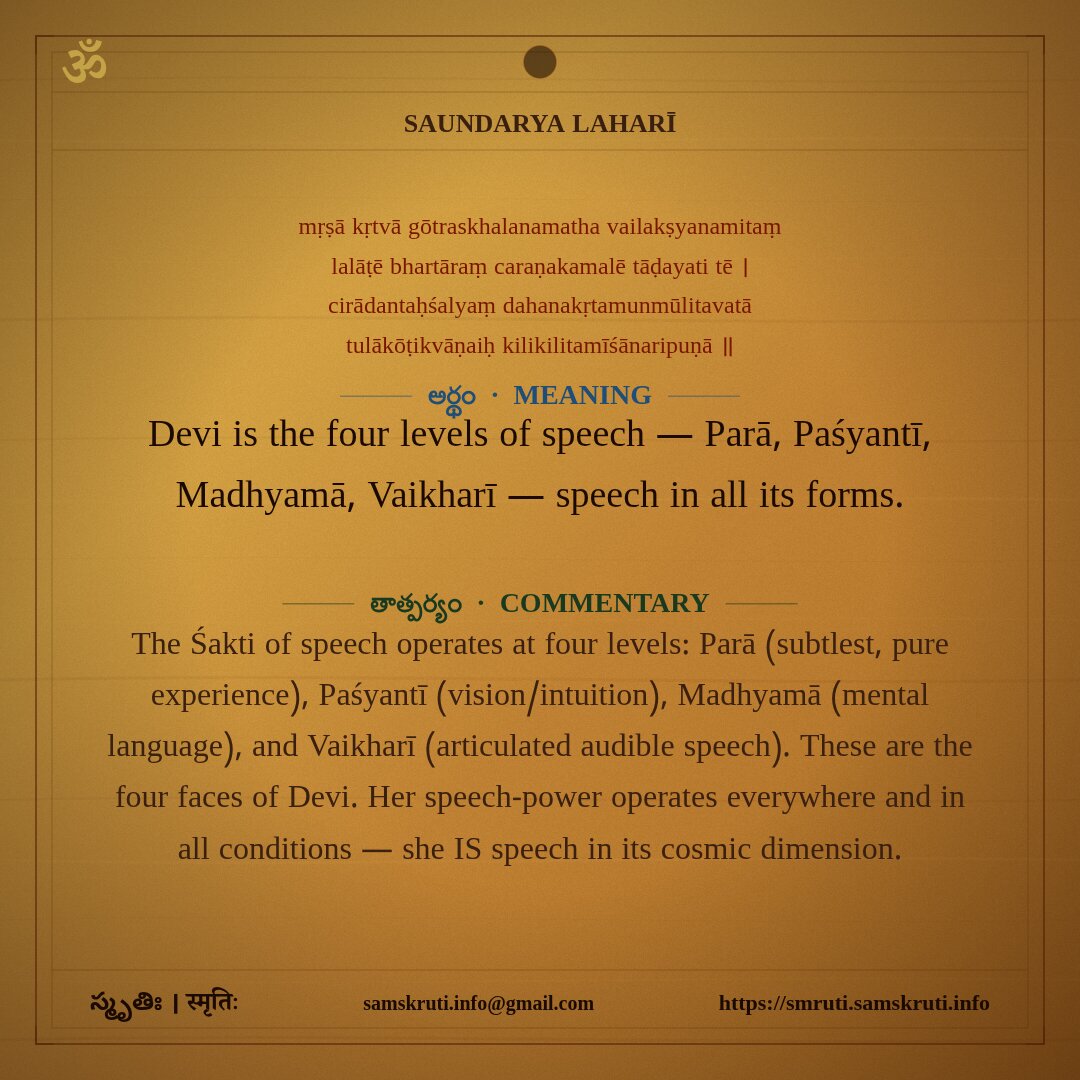 ॐ
SAUNDARYA LAHARĪ
mṛṣā kṛtvā gōtraskhalanamatha vailakṣyanamitaṃ
lalāṭē bhartāraṃ caraṇakamalē tāḍayati tē |
cirādantaḥśalyaṃ dahanakṛtamunmūlitavatā
tulākōṭikvāṇaiḥ kilikilitamīśānaripuṇā ||
అర్థం · MEANING
Devi is the four levels of speech — Parā, Paśyantī,
Madhyamā, Vaikharī — speech in all its forms.
తాత్పర్యం · COMMENTARY
The Śakti of speech operates at four levels: Parā (subtlest, pure
experience), Paśyantī (vision/intuition), Madhyamā (mental
language), and Vaikharī (articulated audible speech). These are the
four faces of Devi. Her speech-power operates everywhere and in
all conditions — she IS speech in its cosmic dimension.
స్మృతిః | स्मृतिः samskruti.info@gmail.com https://smruti.samskruti.info